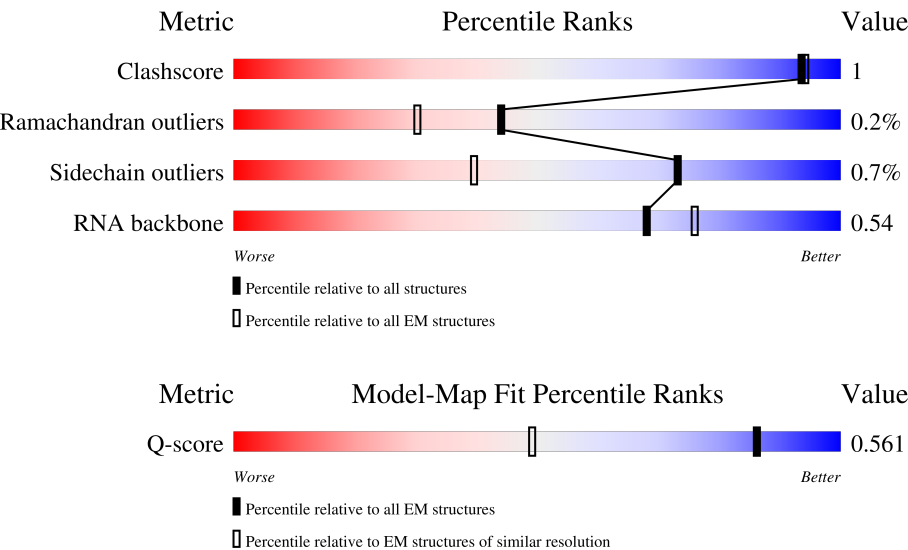 Metric Percentile Ranks Value
Clashscore 1
Ramachandran outliers 0.2%
Sidechain outliers 0.7%
RNA backbone 0.54
Worse Better
Percentile relative to all structures
Percentile relative to all EM structures
Metric Model-Map Fit Percentile Ranks Value
Q-score 0.561
Worse Better
Percentile relative to all EM structures
Percentile relative to EM structures of similar resolution